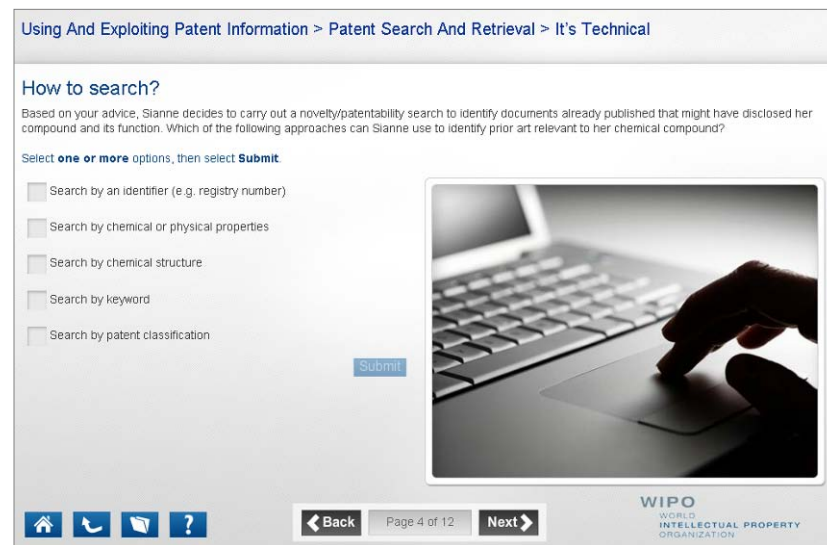 Using And Exploiting Patent Information > Patent Search And Retrieval > It's Technical
How to search?
Based on your advice, Sianne decides to carry out a novelty/patentability search to identify documents already published that might have disclosed her
compound and its function. Which of the following approaches can Sianne use to identify prior art relevant to her chemical compound?
Select one or more options, then select Submit.
Search by an identifier (e.g. registry number)
Search by chemical or physical properties
Search by chemical structure
Search by keyword
Search by patent classification
Submit
?
Back
Page 4 of 12
Next
WIPO
WORLD
INTELLECTUAL PROPERTY
ORGANIZATION